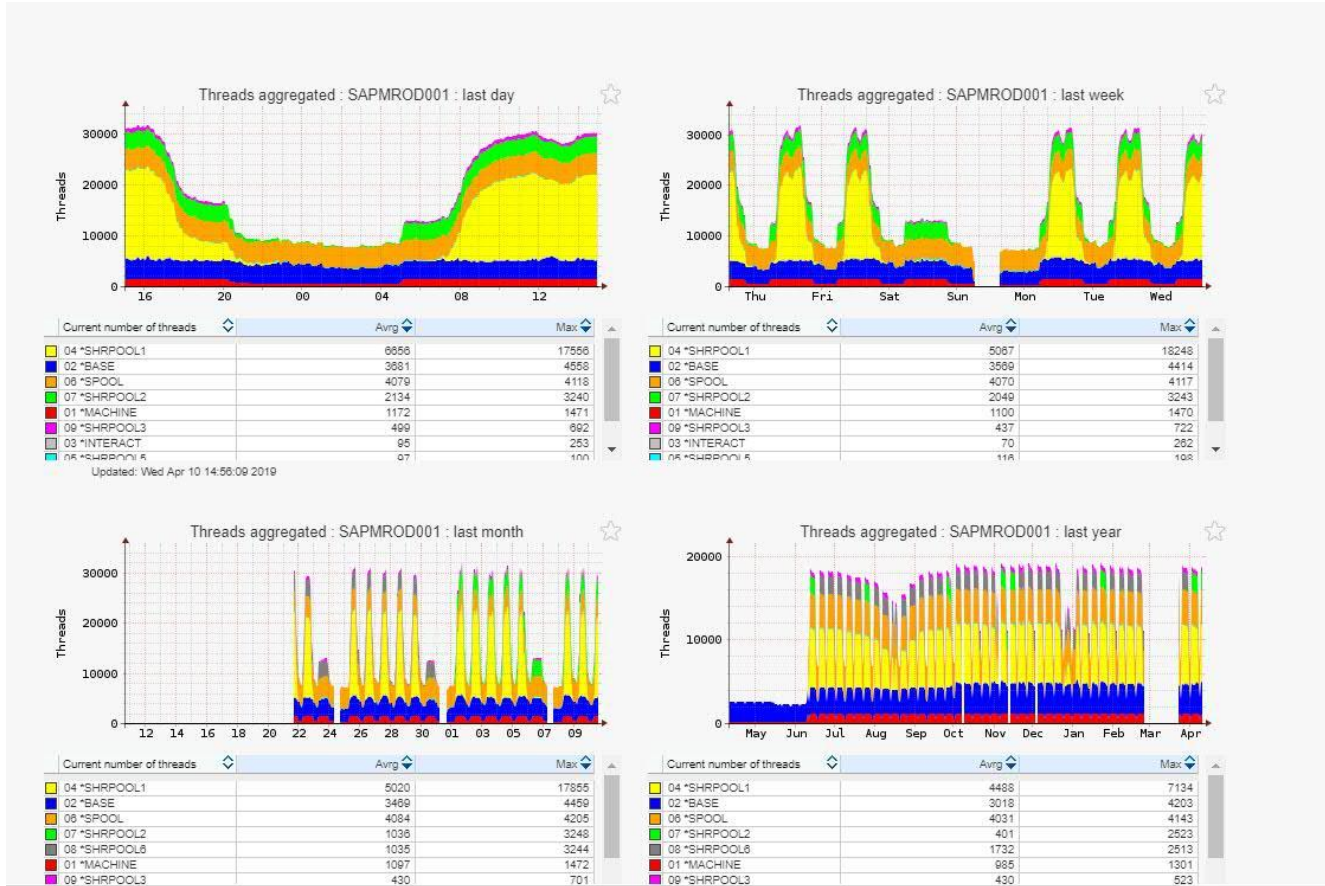 Threads aggregated : SAPMROD001 : last day
30000
20000
10000
0
Threads
16 20 00 04 08 12
Current number of threads Avrg Max
04 *SHRPOOL1 6656 17556
02 *BASE 3681 4558
06 *SPOOL 4079 4118
07 *SHRPOOL2 2134 3240
01 *MACHINE 1172 1471
09 *SHRPOOL3 499 692
03 *INTERACT 95 253
05 *SHRPOOL5 97 100
Updated: Wed Apr 10 14:56:09 2019
Threads aggregated : SAPMROD001 : last week
30000
20000
10000
0
Threads
Thu Fri Sat Sun Mon Tue Wed
Current number of threads Avrg Max
04 *SHRPOOL1 5067 18248
02 *BASE 3569 4414
06 *SPOOL 4070 4117
07 *SHRPOOL2 2049 3243
01 *MACHINE 1100 1470
09 *SHRPOOL3 437 722
03 *INTERACT 70 262
05 *SHRPOOL5 116 198
Threads aggregated : SAPMROD001 : last month
30000
20000
10000
0
Threads
12 14 16 18 20 22 24 26 28 30 01 03 05 07 09
Current number of threads Avrg Max
04 *SHRPOOL1 5020 17855
02 *BASE 3469 4459
06 *SPOOL 4084 4205
07 *SHRPOOL2 1036 3248
08 *SHRPOOL6 1035 3244
01 *MACHINE 1097 1472
09 *SHRPOOL3 430 701
Threads aggregated : SAPMROD001 : last year
20000
10000
0
Threads
May Jun Jul Aug Sep Oct Nov Dec Jan Feb Mar Apr
Current number of threads Avrg Max
04 *SHRPOOL1 4488 7134
02 *BASE 3018 4203
06 *SPOOL 4031 4143
07 *SHRPOOL2 401 2523
08 *SHRPOOL6 1732 2513
01 *MACHINE 985 1301
09 *SHRPOOL3 430 523